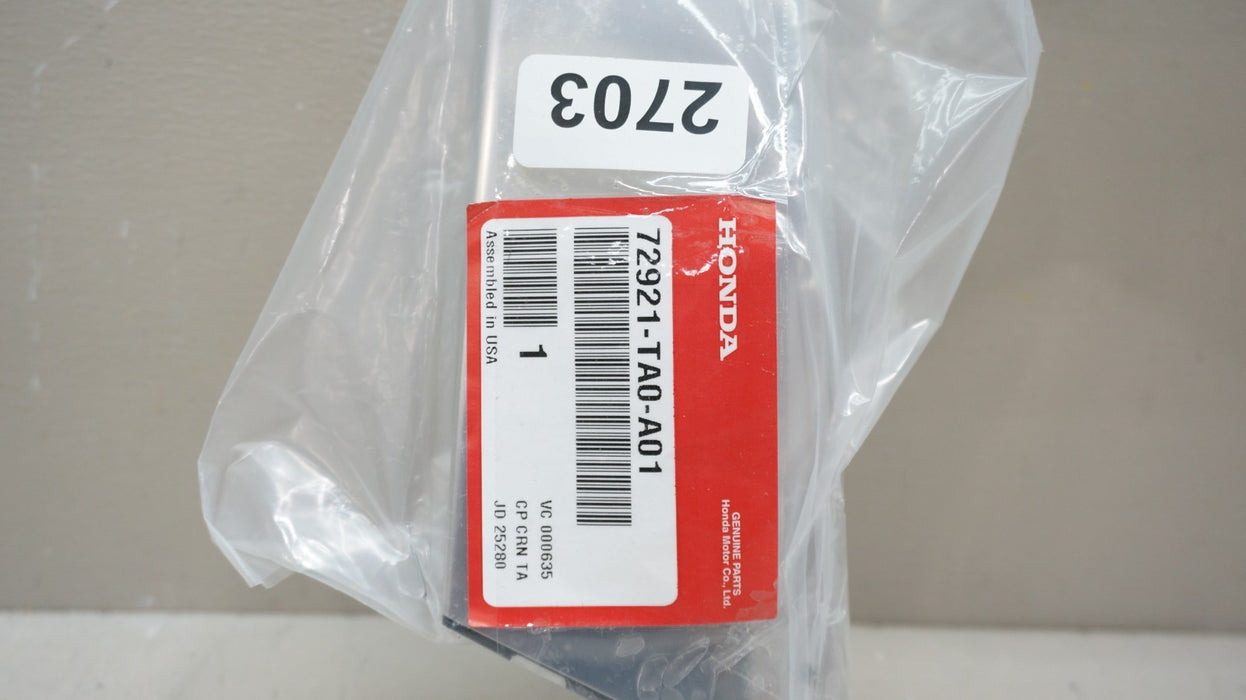 2703
HONDA
GENUINE PARTS
Honda Motor Co., Ltd.
72921-TA0-A01
1
VC 000635
CP CRN TA
JD 25280
Assembled in USA